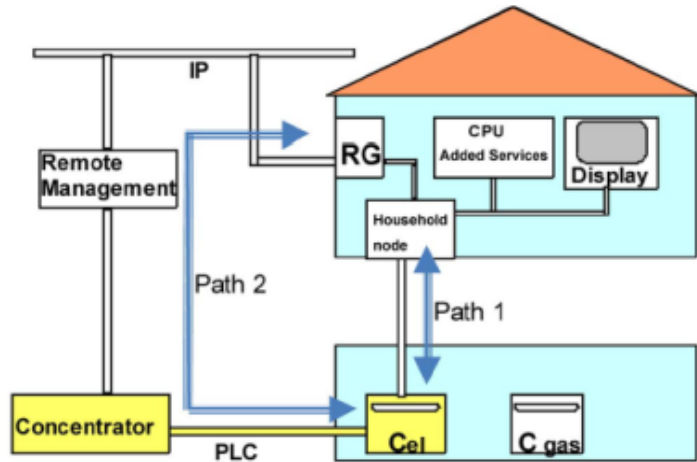 IP
RG
CPU
Added Services
Display
Remote
Management
Household
node
Path 2
Path 1
Concentrator
PLC
Cel
C gas